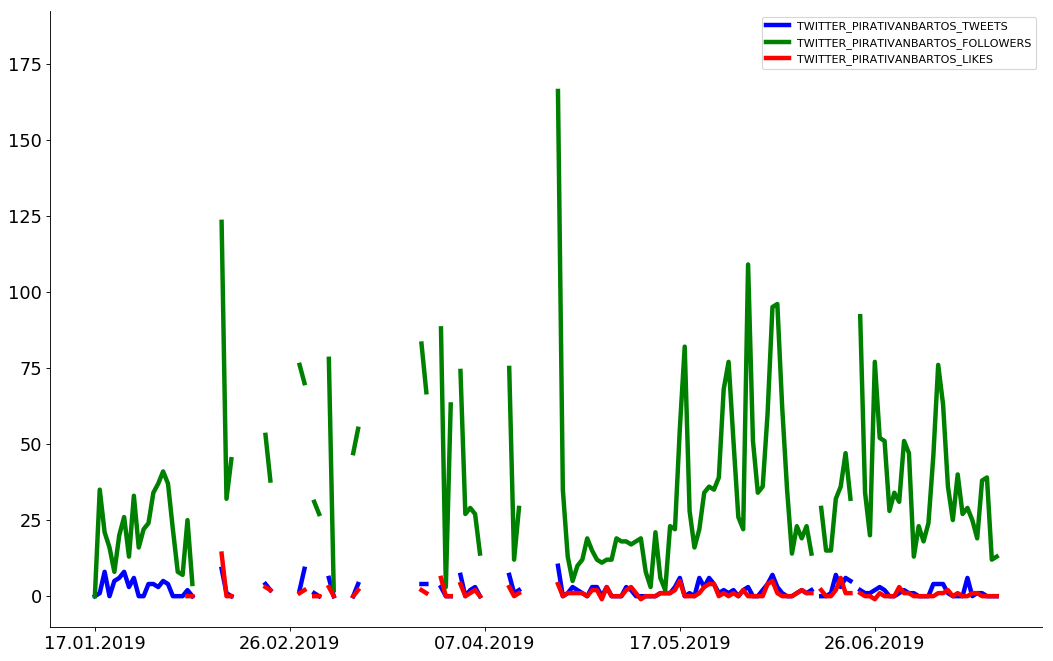 TWITTER_PIRATIVANBARTOS_TWEETS
TWITTER_PIRATIVANBARTOS_FOLLOWERS
TWITTER_PIRATIVANBARTOS_LIKES
175
150
125
100
75
50
25
0
17.01.2019 26.02.2019 07.04.2019 17.05.2019 26.06.2019